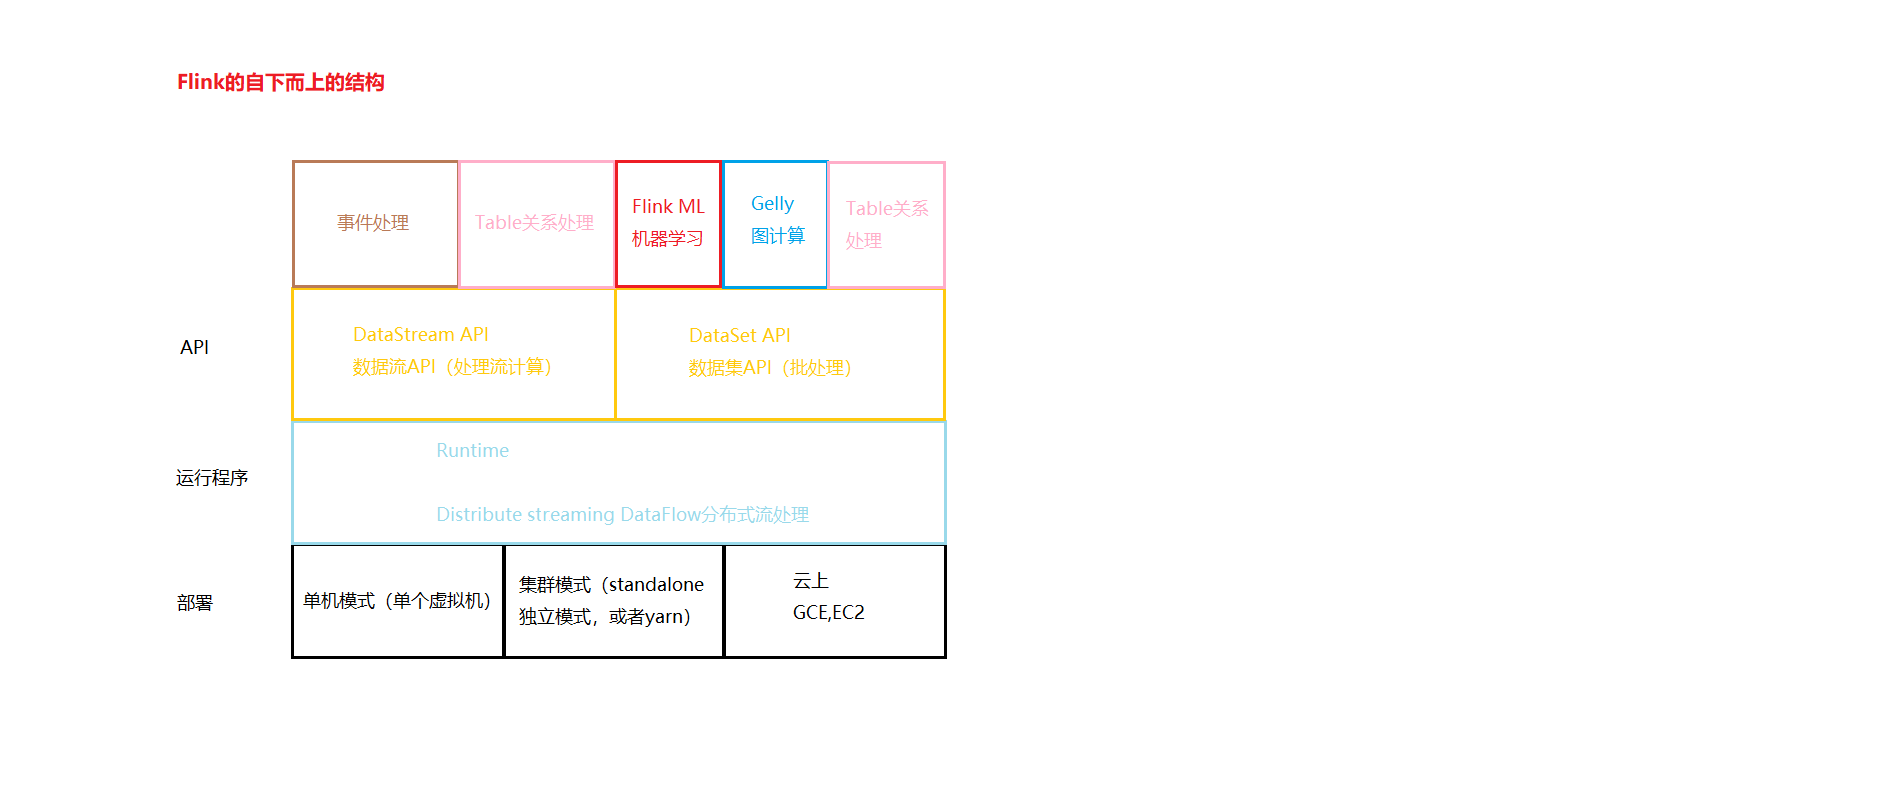 Flink的自下而上的结构
事件处理
Table关系处理
Flink ML
机器学习
Gelly
图计算
Table关系
处理
API
DataStream API
数据流API（处理流计算）
DataSet API
数据集API（批处理）
运行程序
Runtime
Distribute streaming DataFlow分布式流处理
部署
单机模式（单个虚拟机）
集群模式（standalone
独立模式，或者yarn）
云上
GCE,EC2